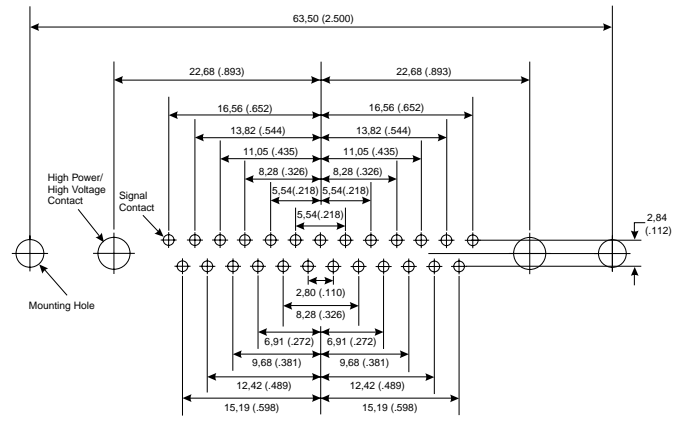 63,50 (2.500)
22,68 (.893) 22,68 (.893)
16,56 (.652) 16,56 (.652)
13,82 (.544) 13,82 (.544)
11,05 (.435) 11,05 (.435)
8,28 (.326) 8,28 (.326)
5,54(.218) 5,54(.218)
5,54(.218)
High Power/
High Voltage
Contact
Signal
Contact
2,84
(.112)
Mounting Hole
2,80 (.110)
8,28 (.326)
6,91 (.272) 6,91 (.272)
9,68 (.381) 9,68 (.381)
12,42 (.489) 12,42 (.489)
15,19 (.598) 15,19 (.598)